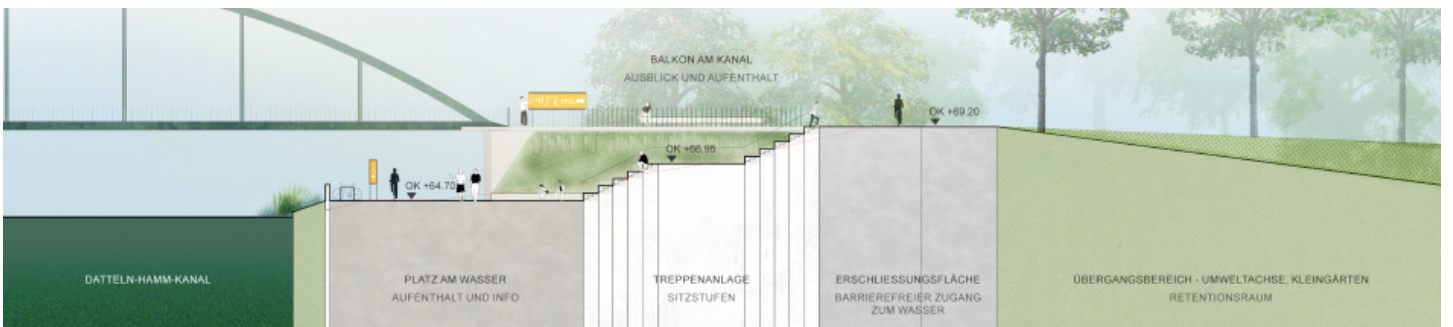 BALKON AM KANAL
AUSBLICK UND AUFENTHALT
OK +69.20
OK +66.95
OK +64.70
DATTELN-HAMM-KANAL
PLATZ AM WASSER
AUFENTHALT UND INFO
TREPPENANLAGE
SITZSTUFEN
ERSCHLIESSUNGSFLÄCHE
BARRIEREFREIER ZUGANG
ZUM WASSER
ÜBERGANGSBEREICH - UMWELTACHSE, KLEINGÄRTEN
RETENTIONSRAUM